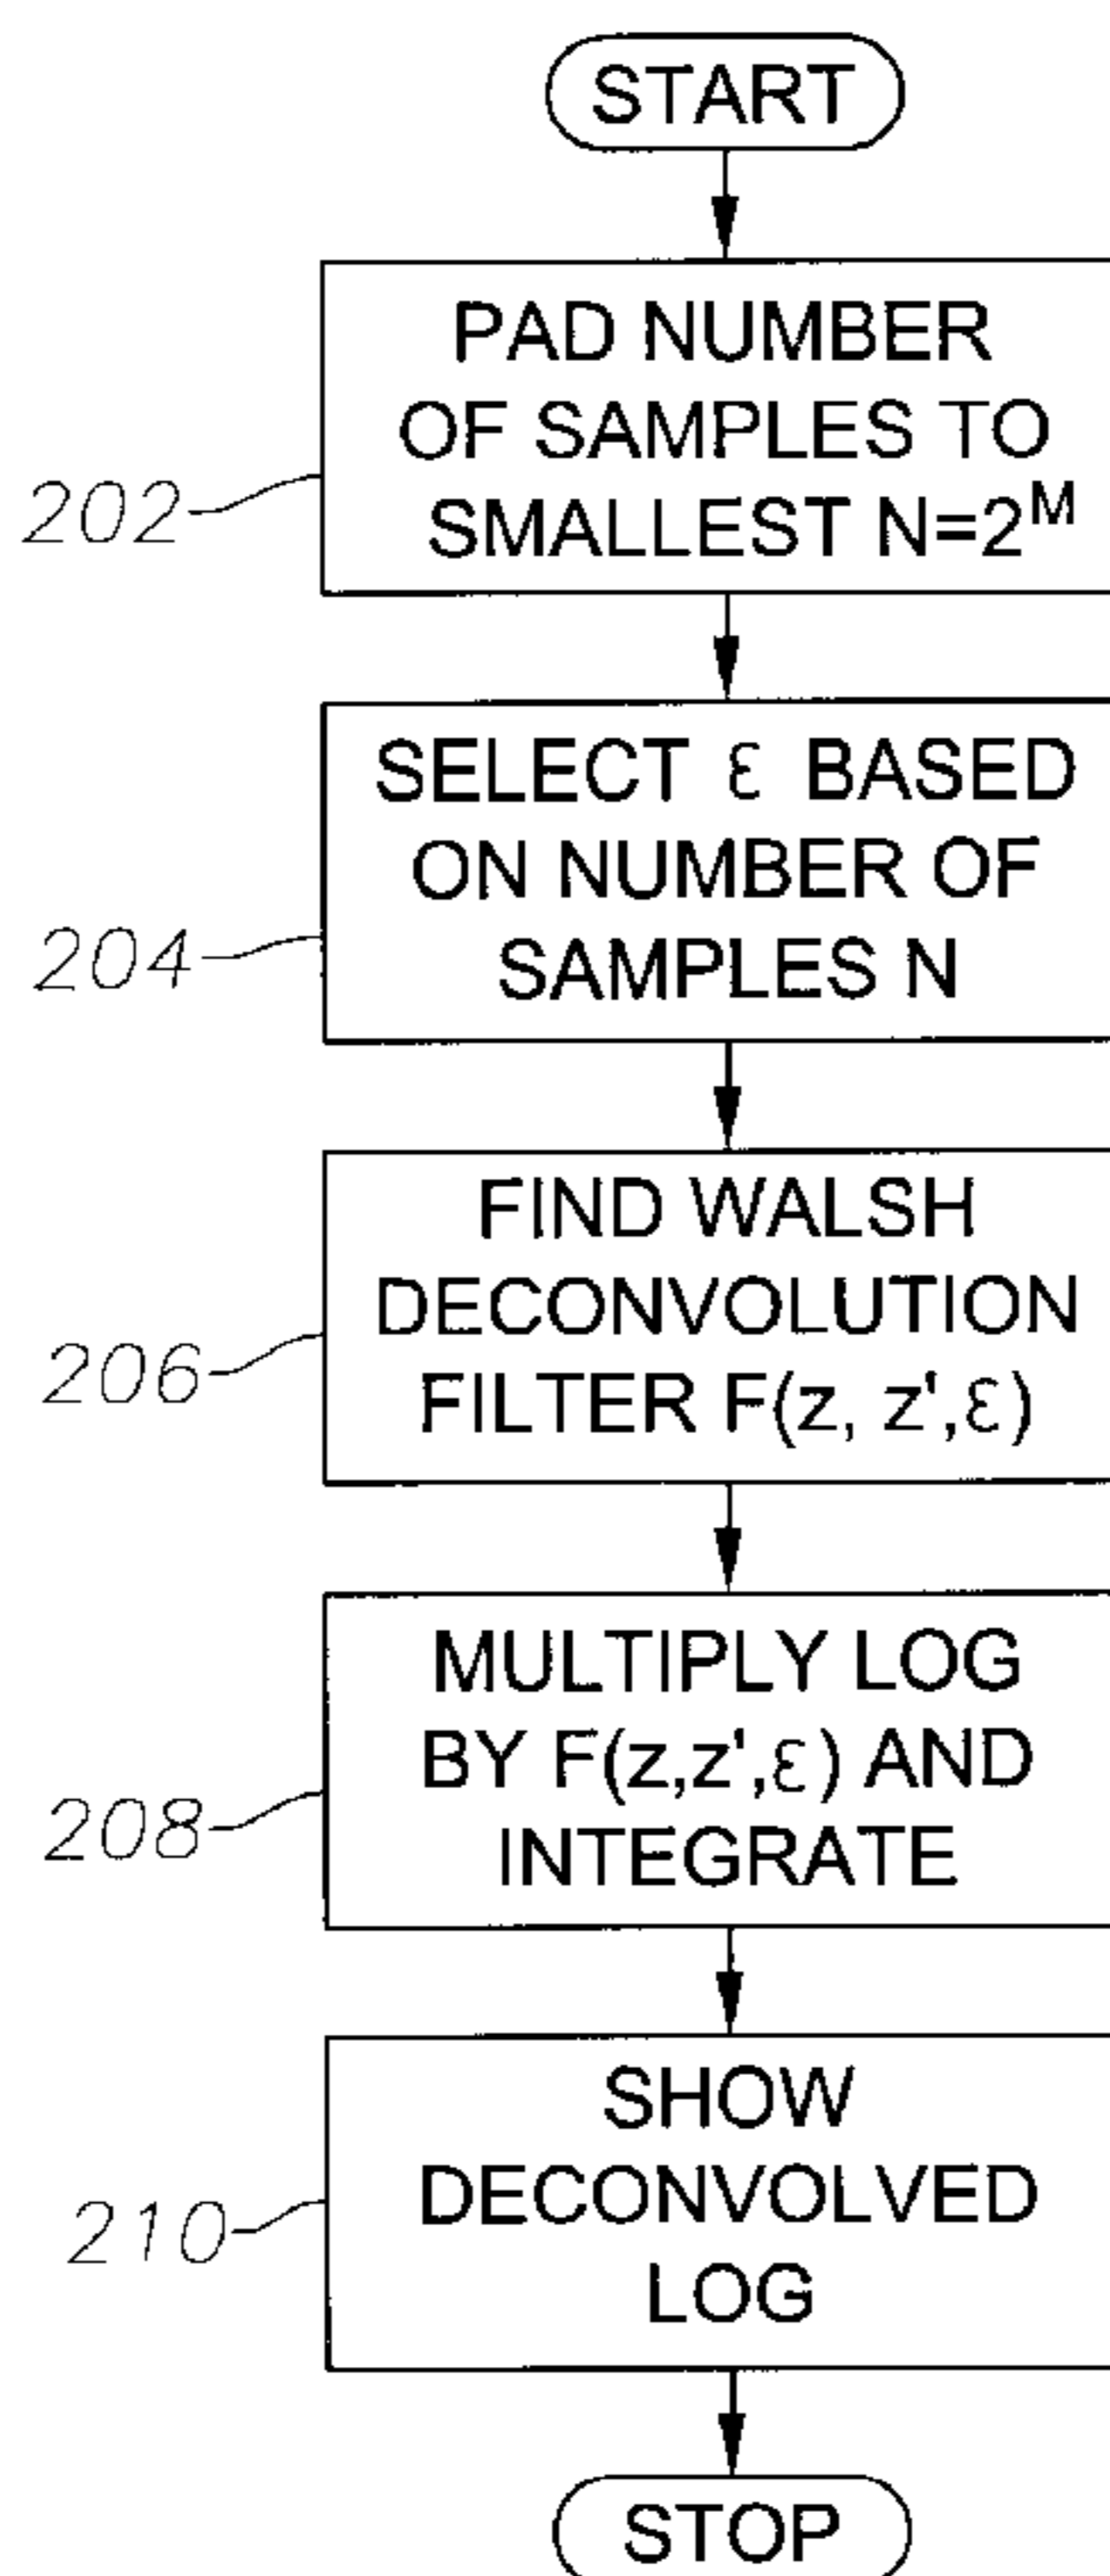 START
PAD NUMBER
OF SAMPLES TO
SMALLEST N=2^M
202
SELECT ε BASED
ON NUMBER OF
SAMPLES N
204
FIND WALSH
DECONVOLUTION
FILTER F(z, z',ε)
206
MULTIPLY LOG
BY F(z,z',ε) AND
INTEGRATE
208
SHOW
DECONVOLVED
LOG
210
STOP